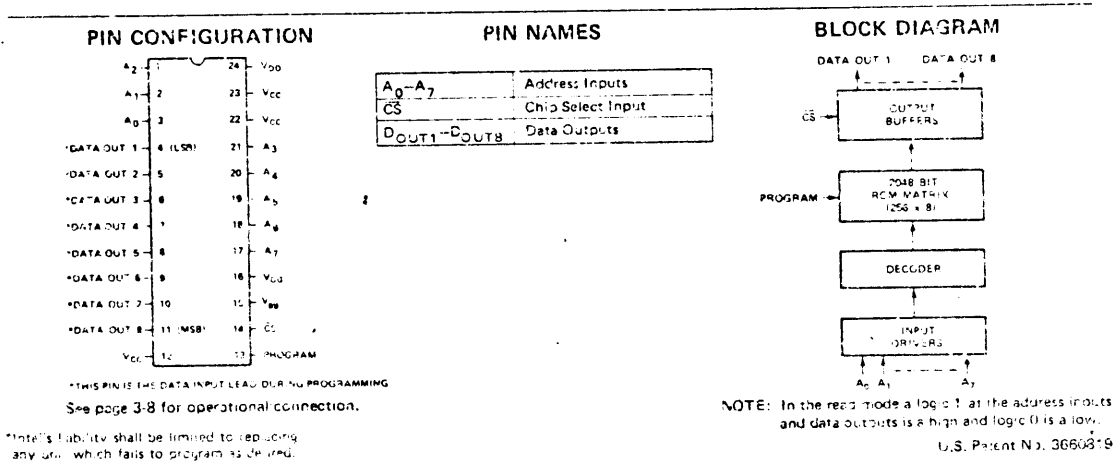 PIN CONFIGURATION
A2 1 24 VDD
A1 2 23 VCC
A0 3 22 VCC
*DATA OUT 1 4 (LSB) 21 A3
*DATA OUT 2 5 20 A4
*DATA OUT 3 6 19 A5
*DATA OUT 4 7 18 A6
*DATA OUT 5 8 17 A7
*DATA OUT 6 9 16 VGG
*DATA OUT 7 10 15 VBB
*DATA OUT 8 11 (MSB) 14 CS
VCC 12 13 PROGRAM
*THIS PIN IS THE DATA INPUT LEAD DURING PROGRAMMING
See page 3-8 for operational connection.
*Intel's liability shall be limited to replacing
any unit which fails to program as desired.
PIN NAMES
A0-A7 Address Inputs
CS Chip Select Input
DOUT1-DOUT8 Data Outputs
BLOCK DIAGRAM
DATA OUT 1 DATA OUT 8
CS
OUTPUT
BUFFERS
PROGRAM
2048 BIT
ROM MATRIX
(256 x 8)
DECODER
INPUT
DRIVERS
A0 A1 A7
NOTE: In the read mode a logic 1 at the address inputs
and data outputs is a high and logic 0 is a low.
U.S. Patent No. 3660819